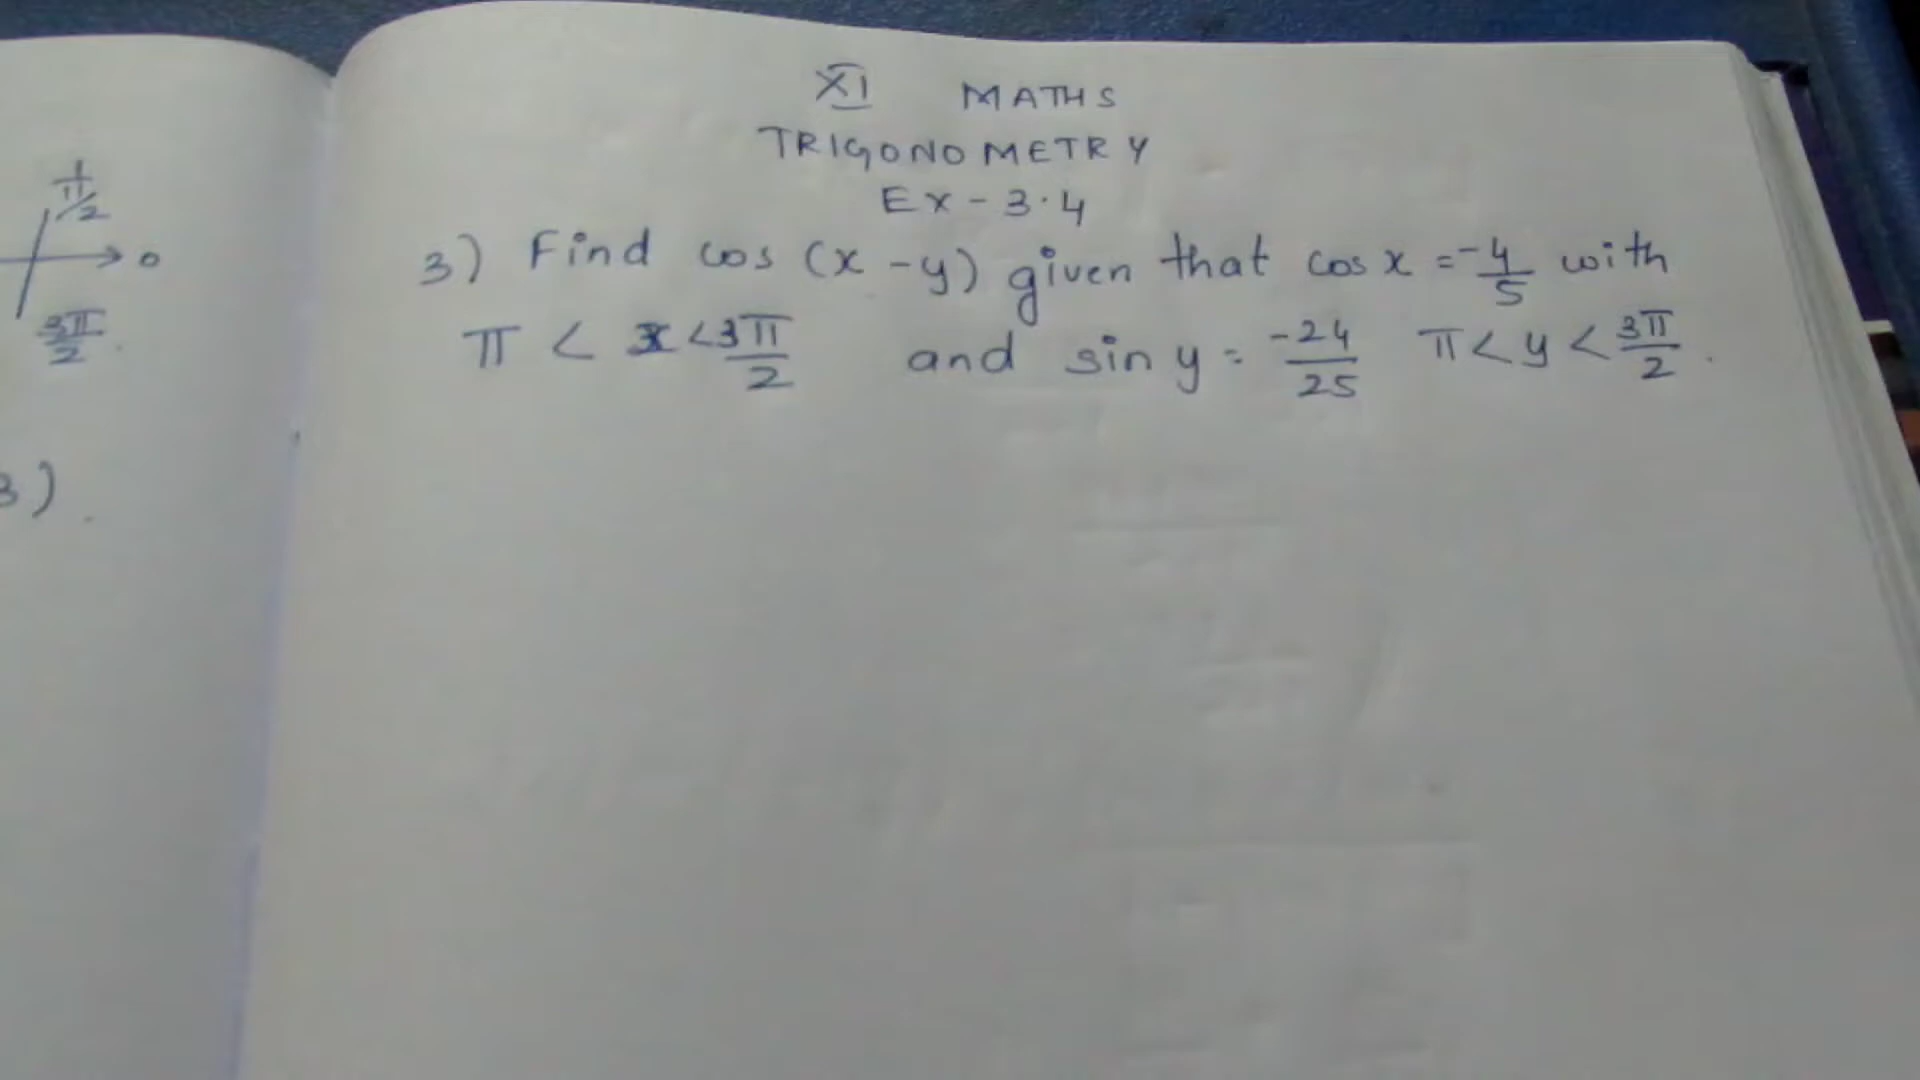 π/2
0
3π/2
3)
XI MATHS
TRIGONOMETRY
Ex - 3.4
3) Find cos (x - y) given that cos x = -4/5 with
π < x < 3π/2 and sin y = -24/25 π < y < 3π/2.